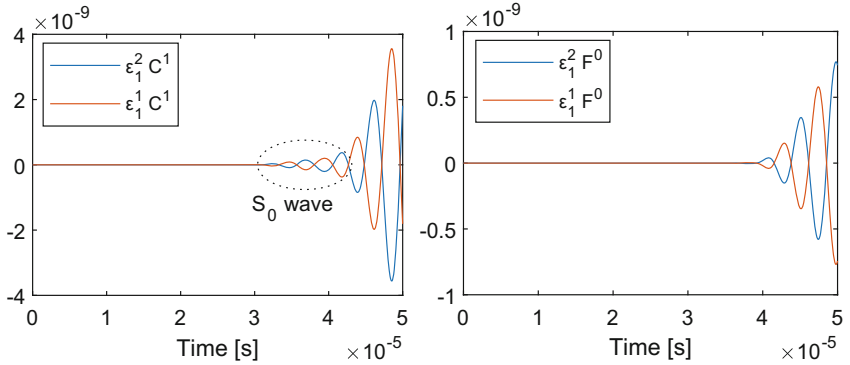 × 10⁻⁹
4
2
0
-2
-4
ε₁² C¹
ε₁¹ C¹
S₀ wave
0 1 2 3 4 5
Time [s]
× 10⁻⁵
× 10⁻⁹
1
0.5
0
-0.5
-1
ε₁² F⁰
ε₁¹ F⁰
0 1 2 3 4 5
Time [s]
× 10⁻⁵